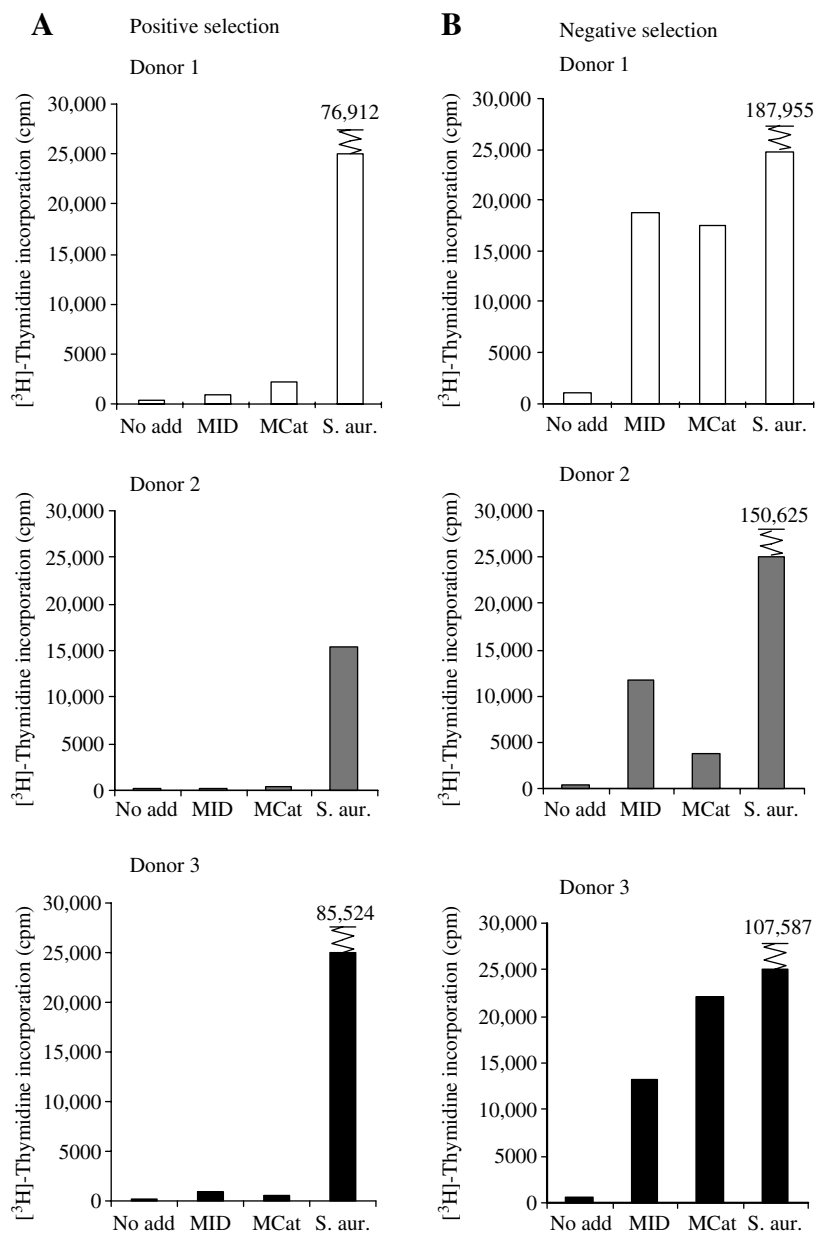 A Positive selection
Donor 1
[³H]-Thymidine incorporation (cpm)
30,000
25,000
20,000
15,000
10,000
5000
0
76,912
No add MID MCat S. aur.
Donor 2
[³H]-Thymidine incorporation (cpm)
30,000
25,000
20,000
15,000
10,000
5000
0
No add MID MCat S. aur.
Donor 3
[³H]-Thymidine incorporation (cpm)
30,000
25,000
20,000
15,000
10,000
5000
0
85,524
No add MID MCat S. aur.
B Negative selection
Donor 1
[³H]-Thymidine incorporation (cpm)
30,000
25,000
20,000
15,000
10,000
5000
0
187,955
No add MID MCat S. aur.
Donor 2
[³H]-Thymidine incorporation (cpm)
30,000
25,000
20,000
15,000
10,000
5000
0
150,625
No add MID MCat S. aur.
Donor 3
[³H]-Thymidine incorporation (cpm)
30,000
25,000
20,000
15,000
10,000
5000
0
107,587
No add MID MCat S. aur.